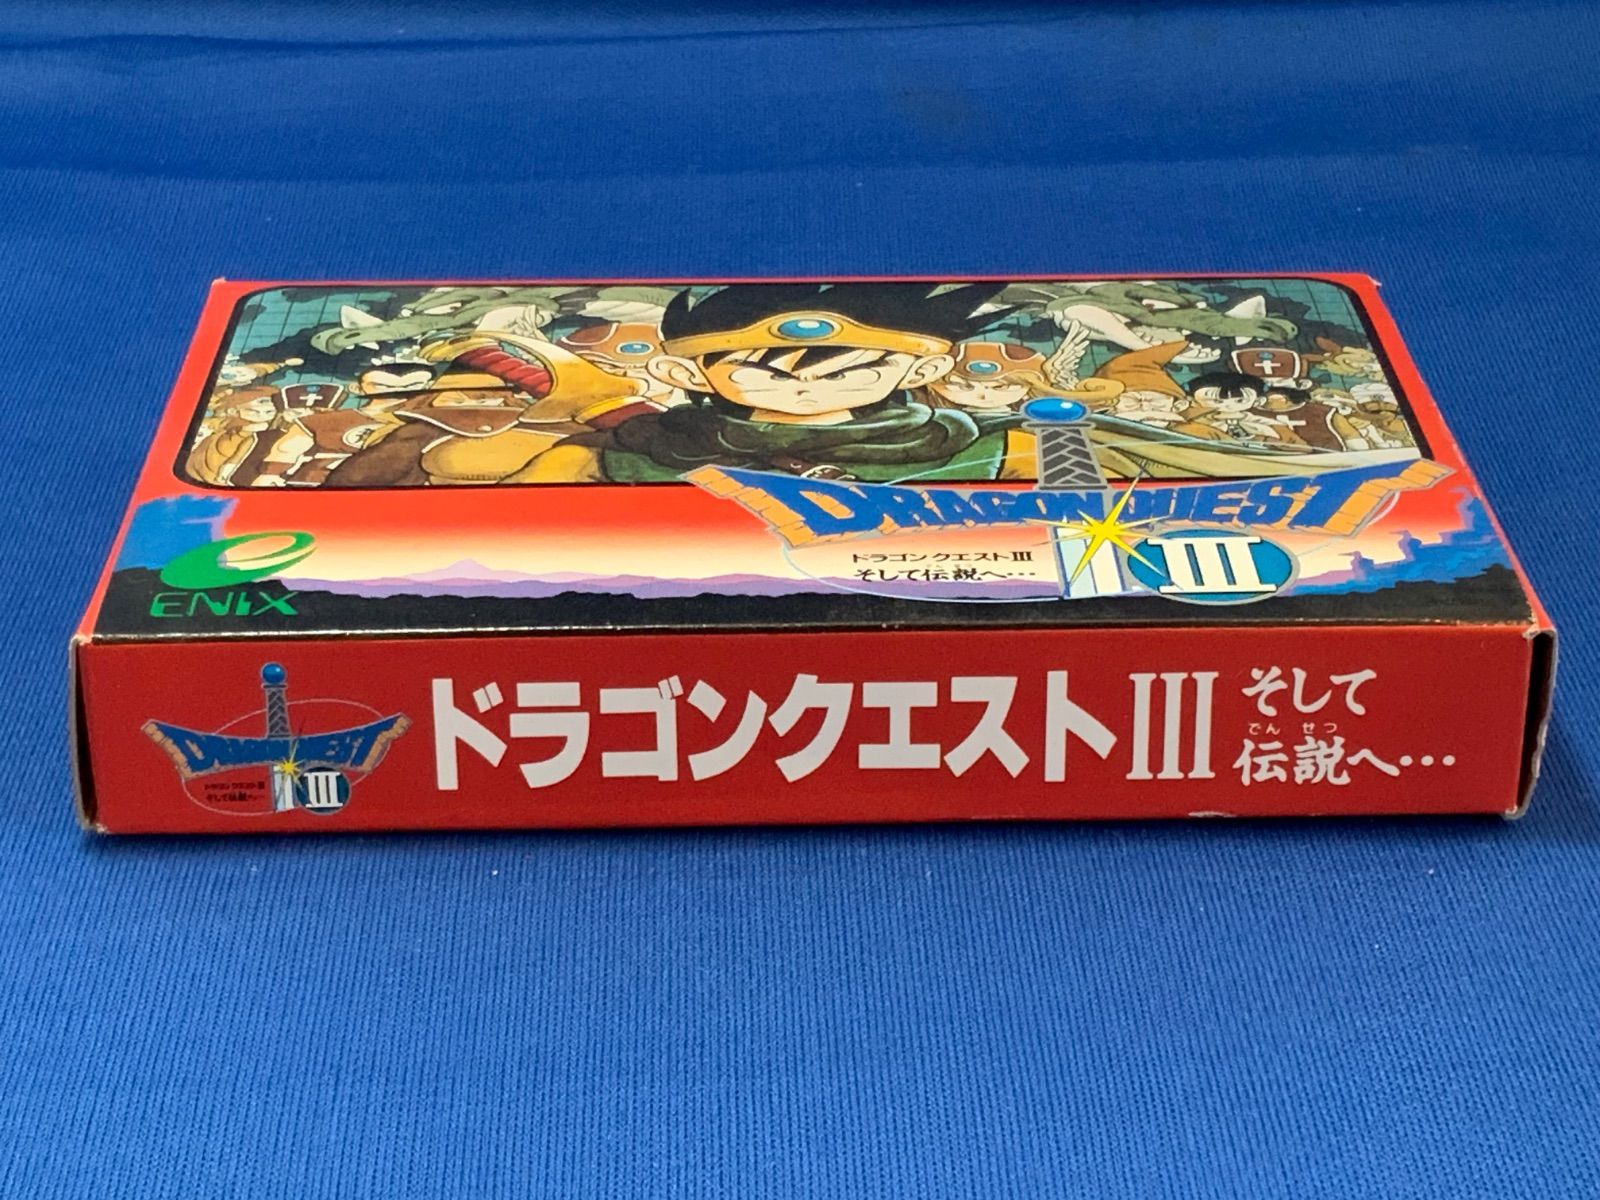 DRAGON QUEST
III
ドラゴンクエストIII
そして伝説へ…
ENIX
DRAGON QUEST
III
ドラゴンクエストIII
そして伝説へ…
ドラゴンクエストIII
そして
でんせつ
伝説へ…